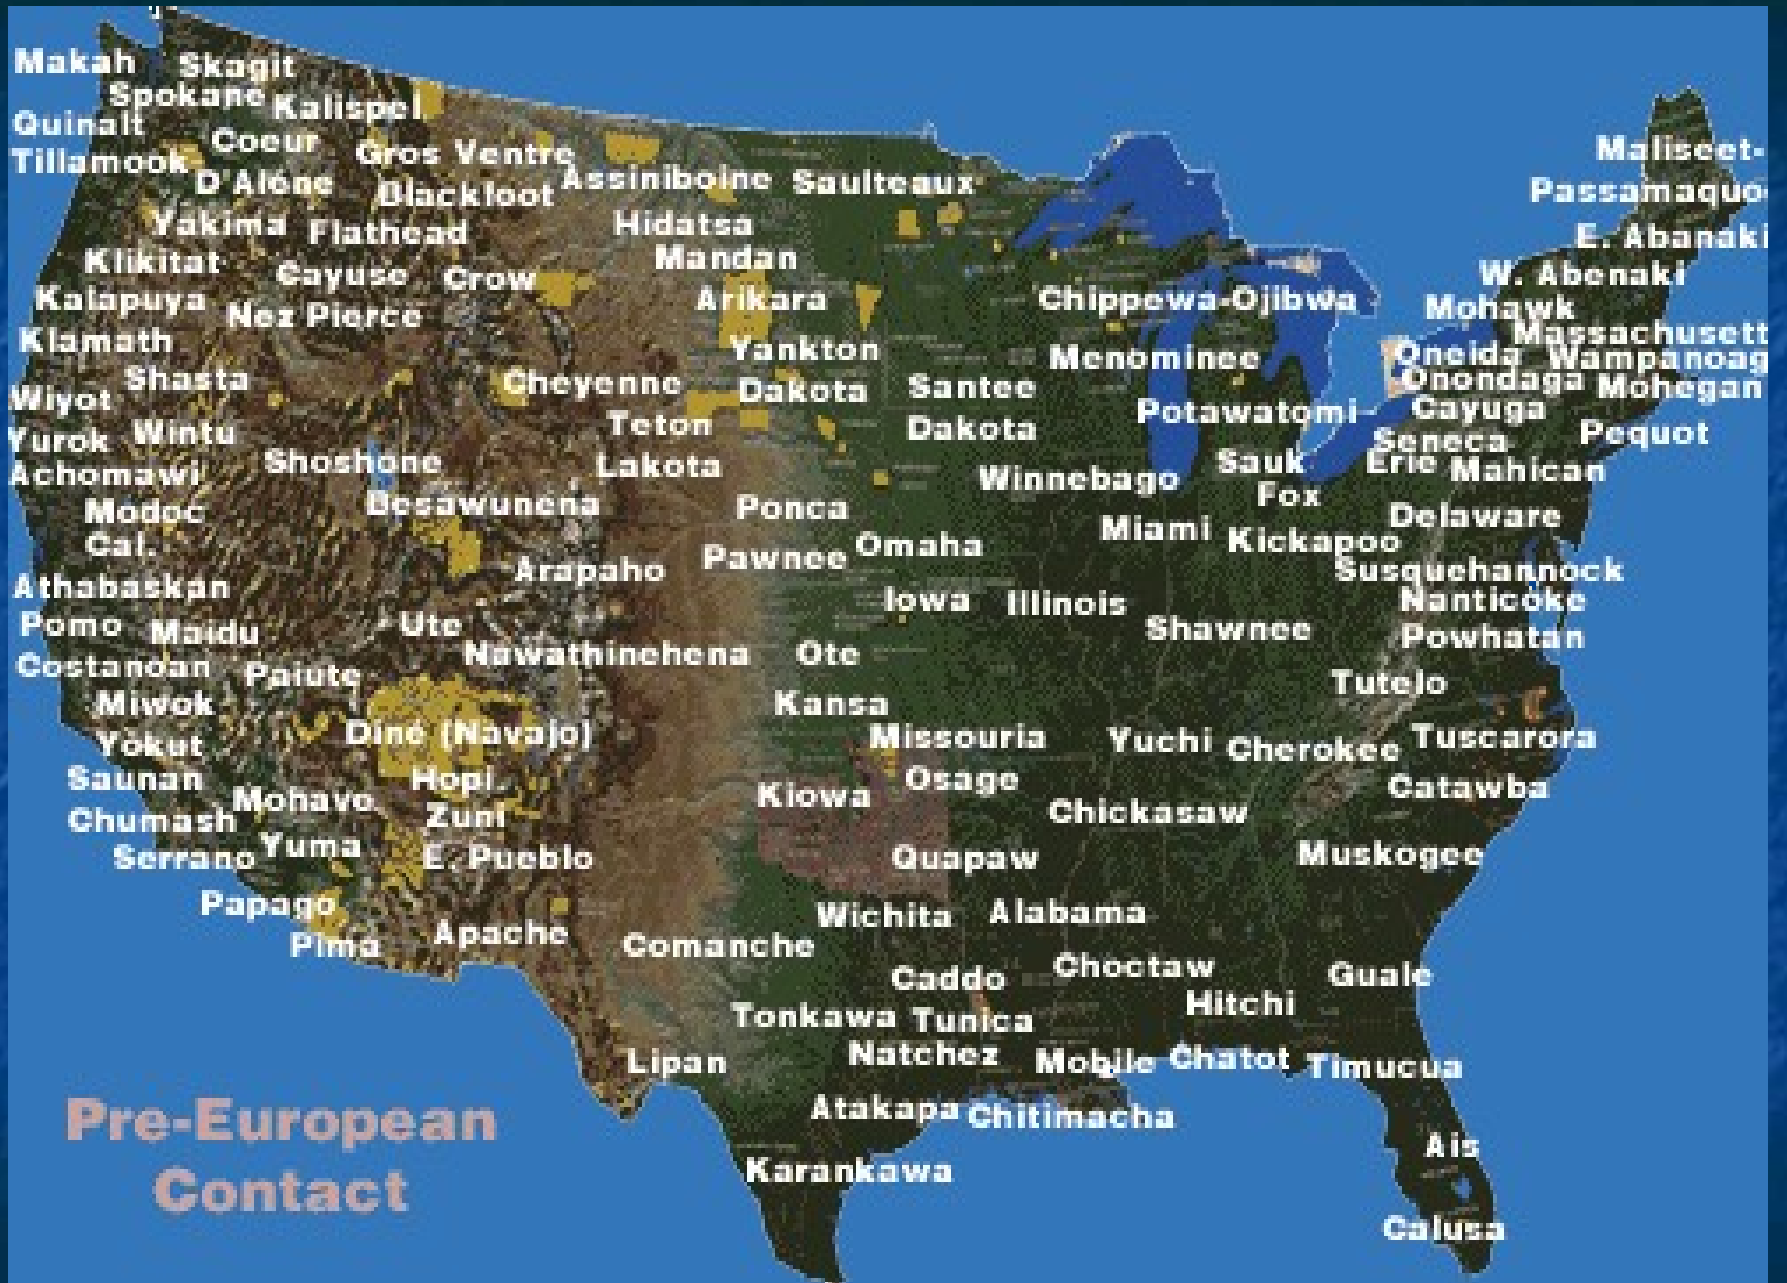 Makah
Skagit
Spokane
Kalispel
Quinalt
Coeur
Tillamook
D'Alone
Gros Ventre
Blackfoot
Assiniboine
Saulteaux
Maliseet-
Passamaquo-
Yakima
Flathead
Hidatsa
E. Abanaki
Mandan
Klikitat
Cayuse
Crow
W. Abenaki
Kalapuya
Nez Pierce
Arikara
Chippewa-Ojibwa
Mohawk
Klamath
Yankton
Menominee
Massachusett
Oneida
Wampanoag
Shasta
Cheyenne
Dakota
Santee
Onondaga
Mohegan
Wiyot
Teton
Dakota
Potawatomi
Cayuga
Yurok
Wintu
Seneca
Pequot
Achomawi
Shoshone
Lakota
Winnebago
Sauk
Erie
Mahican
Besawunena
Ponca
Fox
Modoc
Delaware
Cal.
Arapaho
Pawnee
Omaha
Miami
Kickapoo
Athabaskan
Susquehannock
Iowa
Illinois
Nanticoke
Pomo
Maidu
Ute
Shawnee
Powhatan
Costanoan
Paiute
Nawathinehena
Ote
Tutelo
Miwok
Kansa
Yokut
Dine (Navajo)
Missouria
Yuchi
Cherokee
Tuscarora
Saunan
Hopi
Osage
Catawba
Mohavo
Kiowa
Chumash
Zuni
Chickasaw
Serrano
Yuma
E. Pueblo
Quapaw
Muskogee
Papago
Wichita
Alabama
Pima
Apache
Comanche
Caddo
Choctaw
Guale
Hitchi
Tonkawa
Tunica
Lipan
Natchez
Mobile
Chatot
Timucua
Atakapa
Chitimacha
Ais
Karankawa
Calusa
Pre-European
Contact